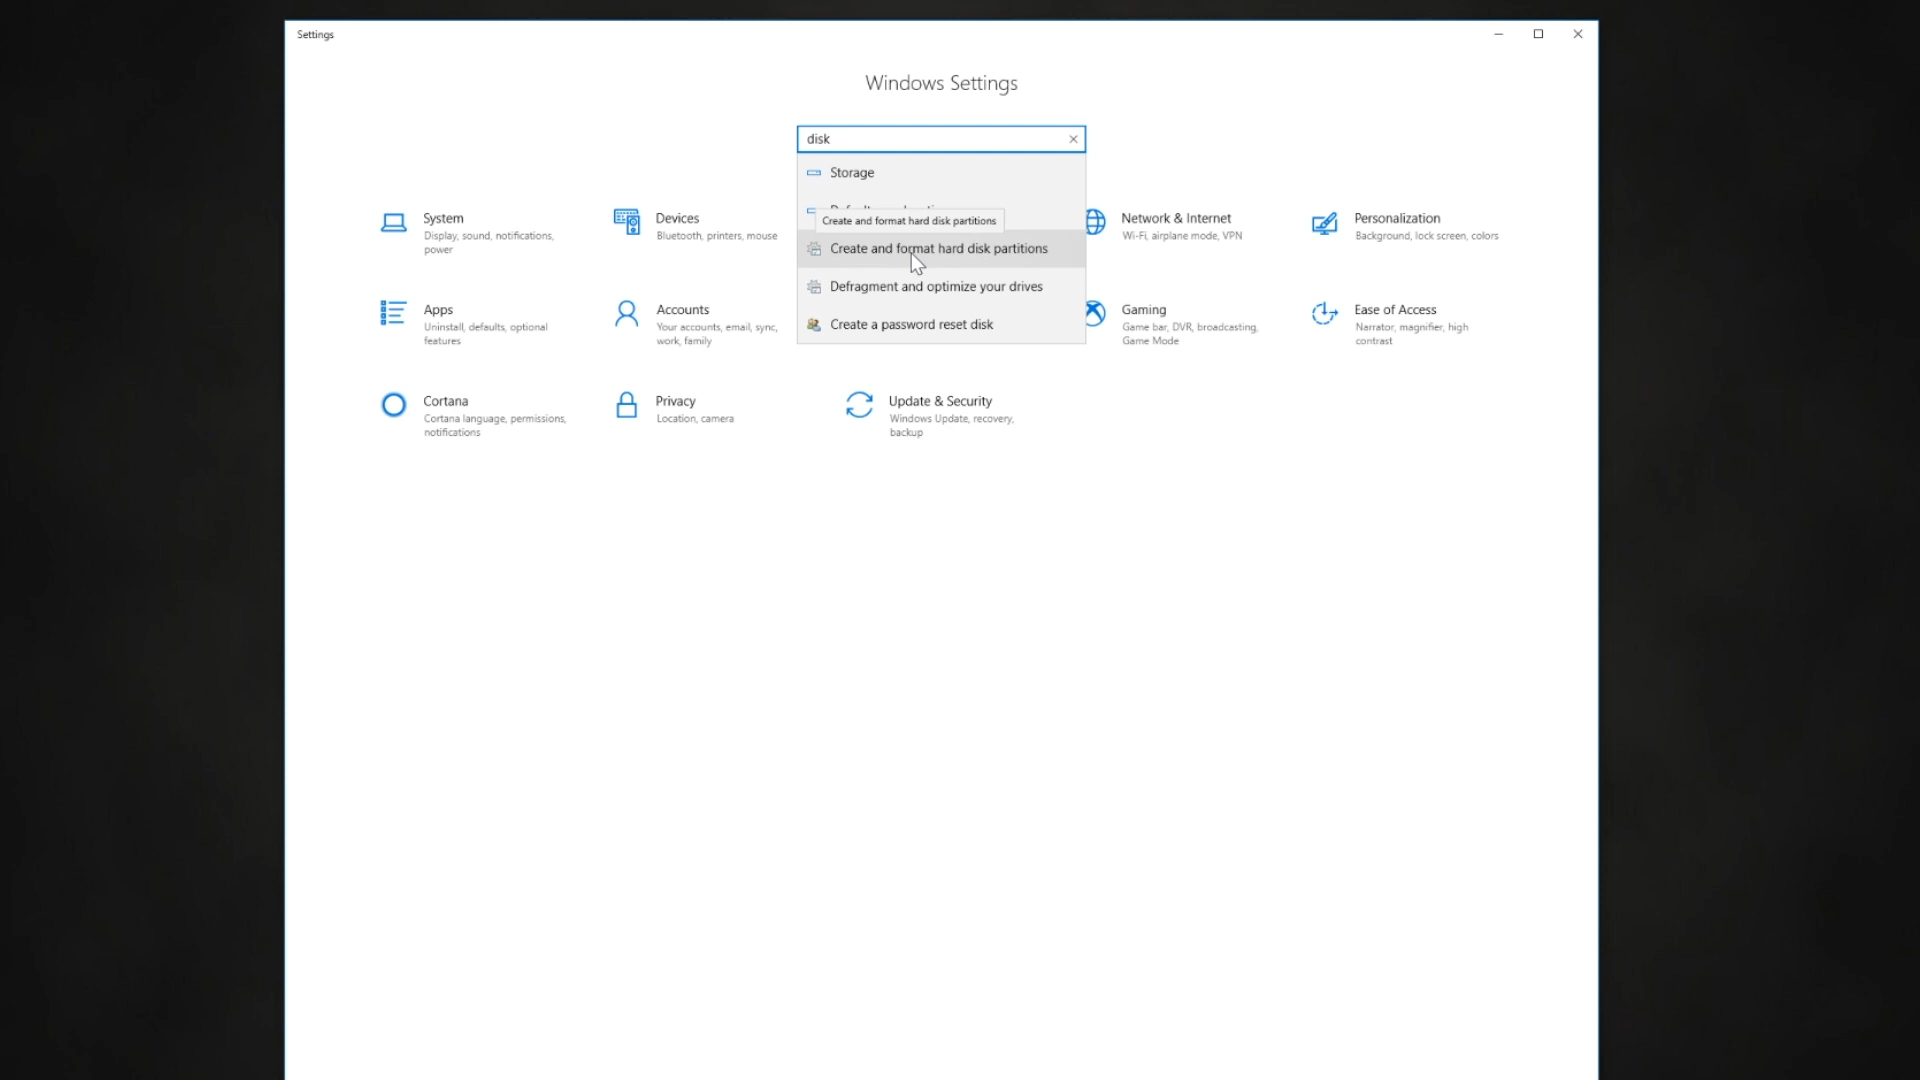 Settings
Windows Settings
disk
Storage
Create and format hard disk partitions
Create and format hard disk partitions
Defragment and optimize your drives
Create a password reset disk
System
Display, sound, notifications,
power
Devices
Bluetooth, printers, mouse
Network & Internet
Wi-Fi, airplane mode, VPN
Personalization
Background, lock screen, colors
Apps
Uninstall, defaults, optional
features
Accounts
Your accounts, email, sync,
work, family
Gaming
Game bar, DVR, broadcasting,
Game Mode
Ease of Access
Narrator, magnifier, high
contrast
Cortana
Cortana language, permissions,
notifications
Privacy
Location, camera
Update & Security
Windows Update, recovery,
backup